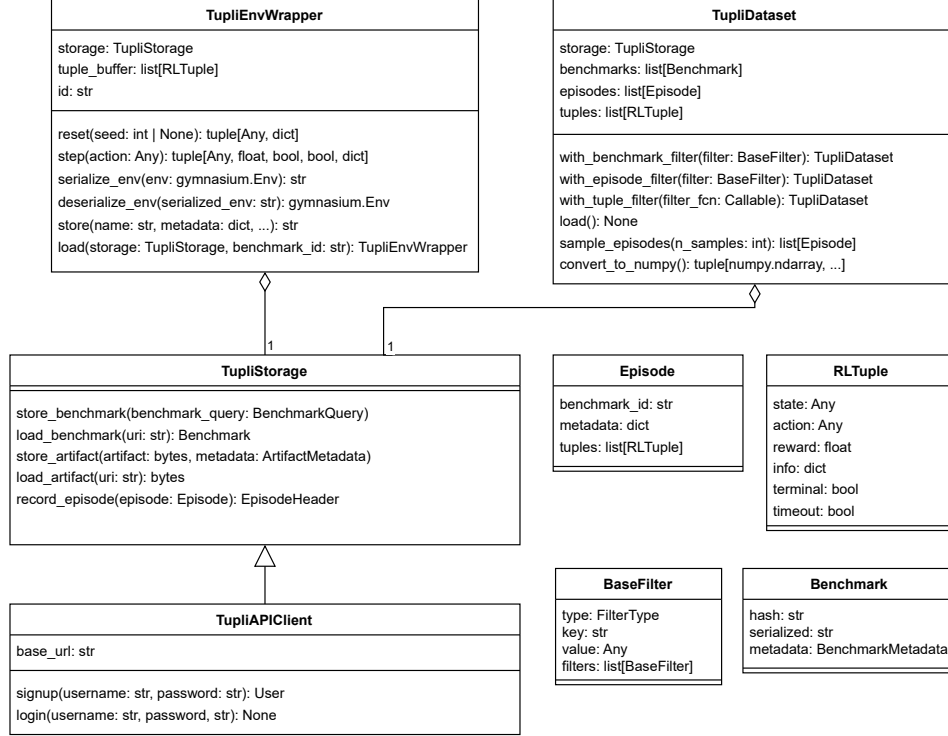 TupliEnvWrapper
storage: TupliStorage
tuple_buffer: list[RLTuple]
id: str
reset(seed: int | None): tuple[Any, dict]
step(action: Any): tuple[Any, float, bool, bool, dict]
serialize_env(env: gymnasium.Env): str
deserialize_env(serialized_env: str): gymnasium.Env
store(name: str, metadata: dict, ...): str
load(storage: TupliStorage, benchmark_id: str): TupliEnvWrapper
TupliDataset
storage: TupliStorage
benchmarks: list[Benchmark]
episodes: list[Episode]
tuples: list[RLTuple]
with_benchmark_filter(filter: BaseFilter): TupliDataset
with_episode_filter(filter: BaseFilter): TupliDataset
with_tuple_filter(filter_fcn: Callable): TupliDataset
load(): None
sample_episodes(n_samples: int): list[Episode]
convert_to_numpy(): tuple[numpy.ndarray, ...]
1
1
TupliStorage
store_benchmark(benchmark_query: BenchmarkQuery)
load_benchmark(uri: str): Benchmark
store_artifact(artifact: bytes, metadata: ArtifactMetadata)
load_artifact(uri: str): bytes
record_episode(episode: Episode): EpisodeHeader
Episode
benchmark_id: str
metadata: dict
tuples: list[RLTuple]
RLTuple
state: Any
action: Any
reward: float
info: dict
terminal: bool
timeout: bool
TupliAPIClient
base_url: str
signup(username: str, password: str): User
login(username: str, password, str): None
BaseFilter
type: FilterType
key: str
value: Any
filters: list[BaseFilter]
Benchmark
hash: str
serialized: str
metadata: BenchmarkMetadata